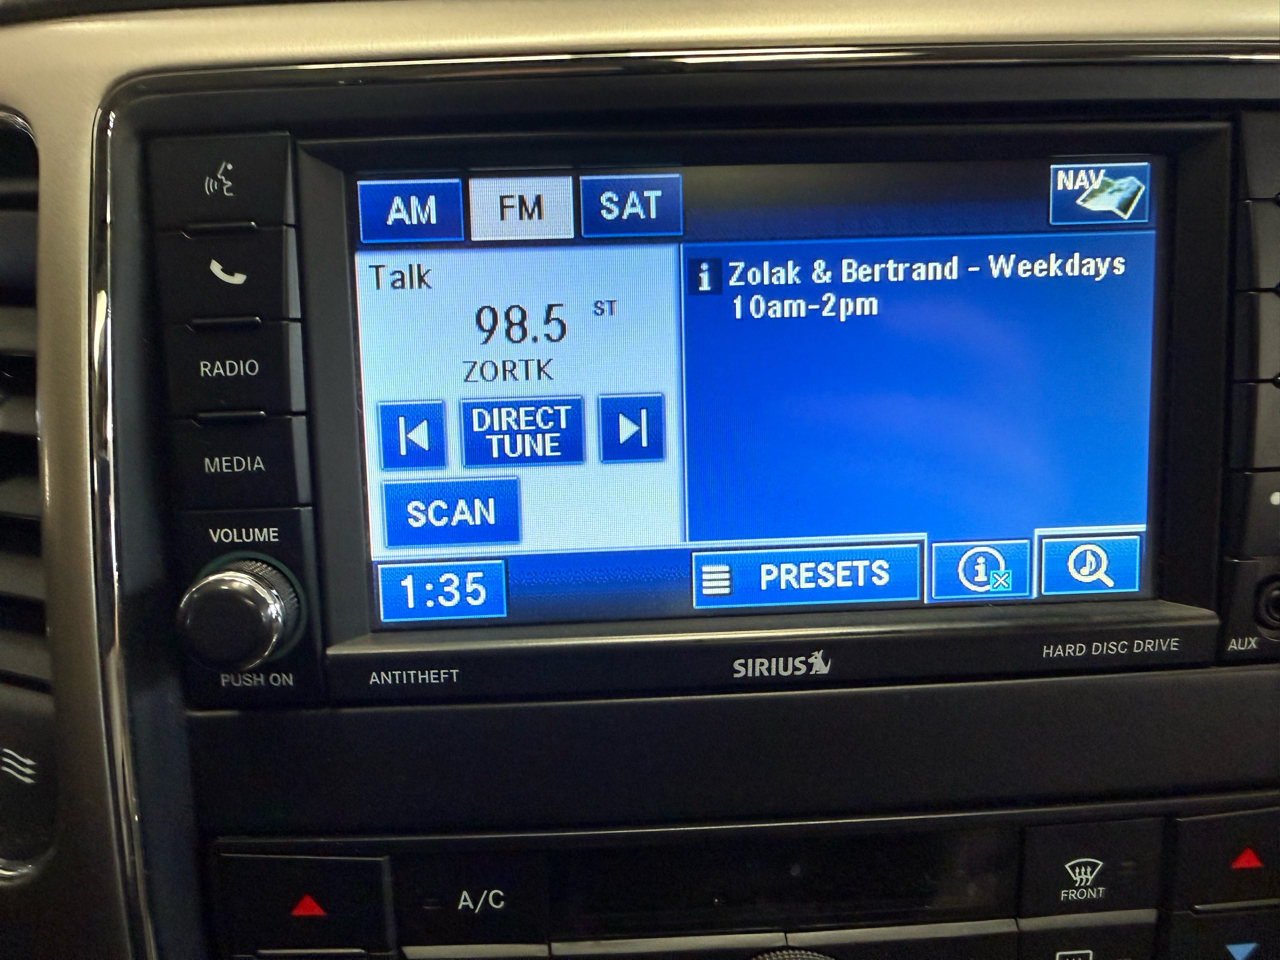 AM FM SAT NAV
Talk
98.5 ST
ZORTK
DIRECT
TUNE
SCAN
Zolak & Bertrand - Weekdays
10am-2pm
1:35
PRESETS
RADIO
MEDIA
VOLUME
PUSH ON
ANTITHEFT
SIRIUS
HARD DISC DRIVE
AUX
A/C
FRONT